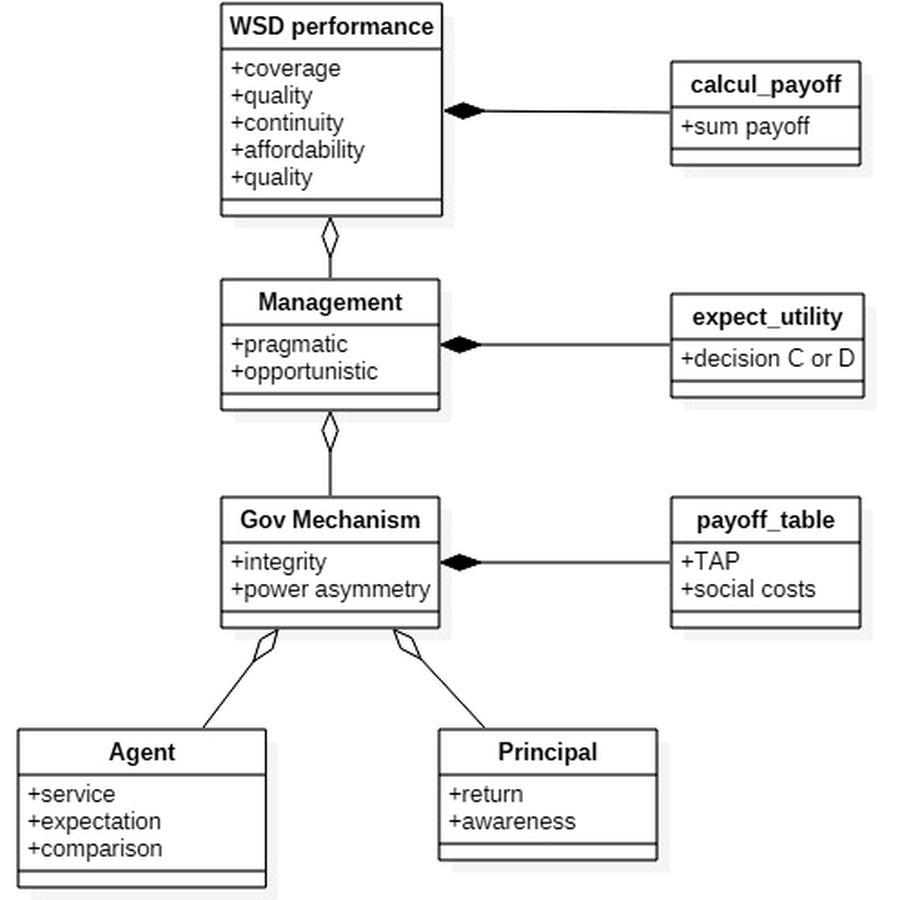 WSD performance
+coverage
+quality
+continuity
+affordability
+quality
calcul_payoff
+sum payoff
Management
+pragmatic
+opportunistic
expect_utility
+decision C or D
Gov Mechanism
+integrity
+power asymmetry
payoff_table
+TAP
+social costs
Agent
+service
+expectation
+comparison
Principal
+return
+awareness